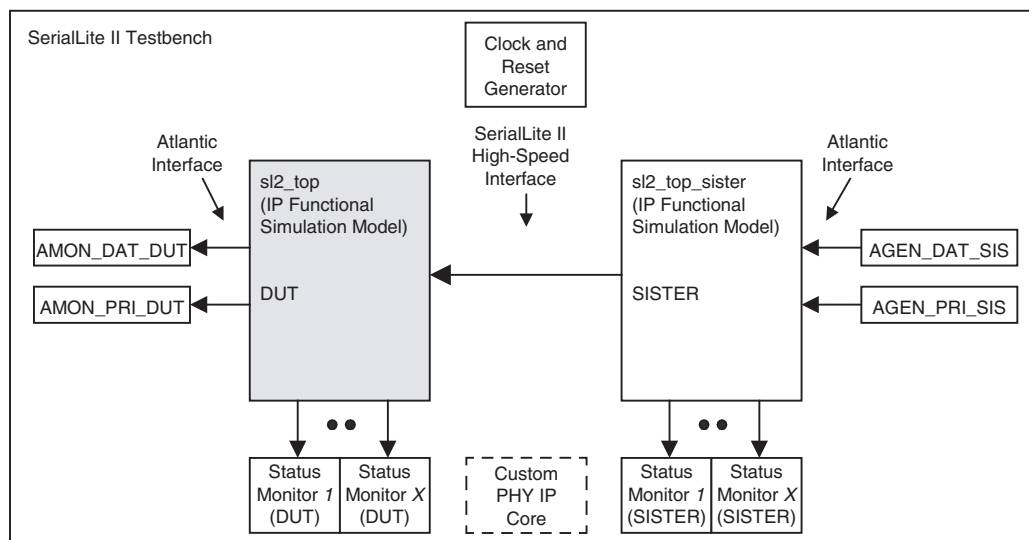 SerialLite II Testbench
Clock and
Reset
Generator
Atlantic
Interface
SerialLite II
High-Speed
Interface
Atlantic
Interface
sl2_top
(IP Functional
Simulation Model)
DUT
sl2_top_sister
(IP Functional
Simulation Model)
SISTER
AMON_DAT_DUT
AMON_PRI_DUT
AGEN_DAT_SIS
AGEN_PRI_SIS
Status
Monitor 1
(DUT)
Status
Monitor X
(DUT)
Custom
PHY IP
Core
Status
Monitor 1
(SISTER)
Status
Monitor X
(SISTER)